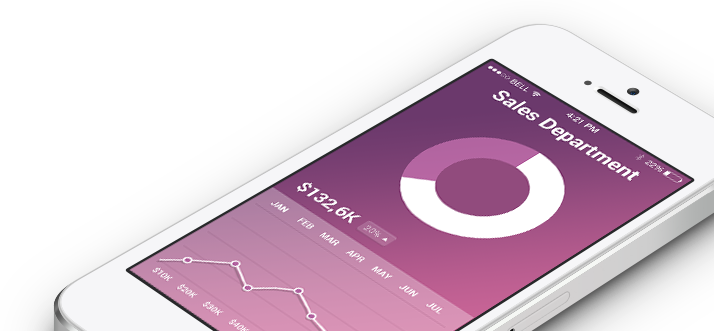 BELL 4:21 PM 22%
Sales Department
$132,6K 20%
JAN FEB MAR APR MAY JUN JUL
$10K $20K $30K $40K